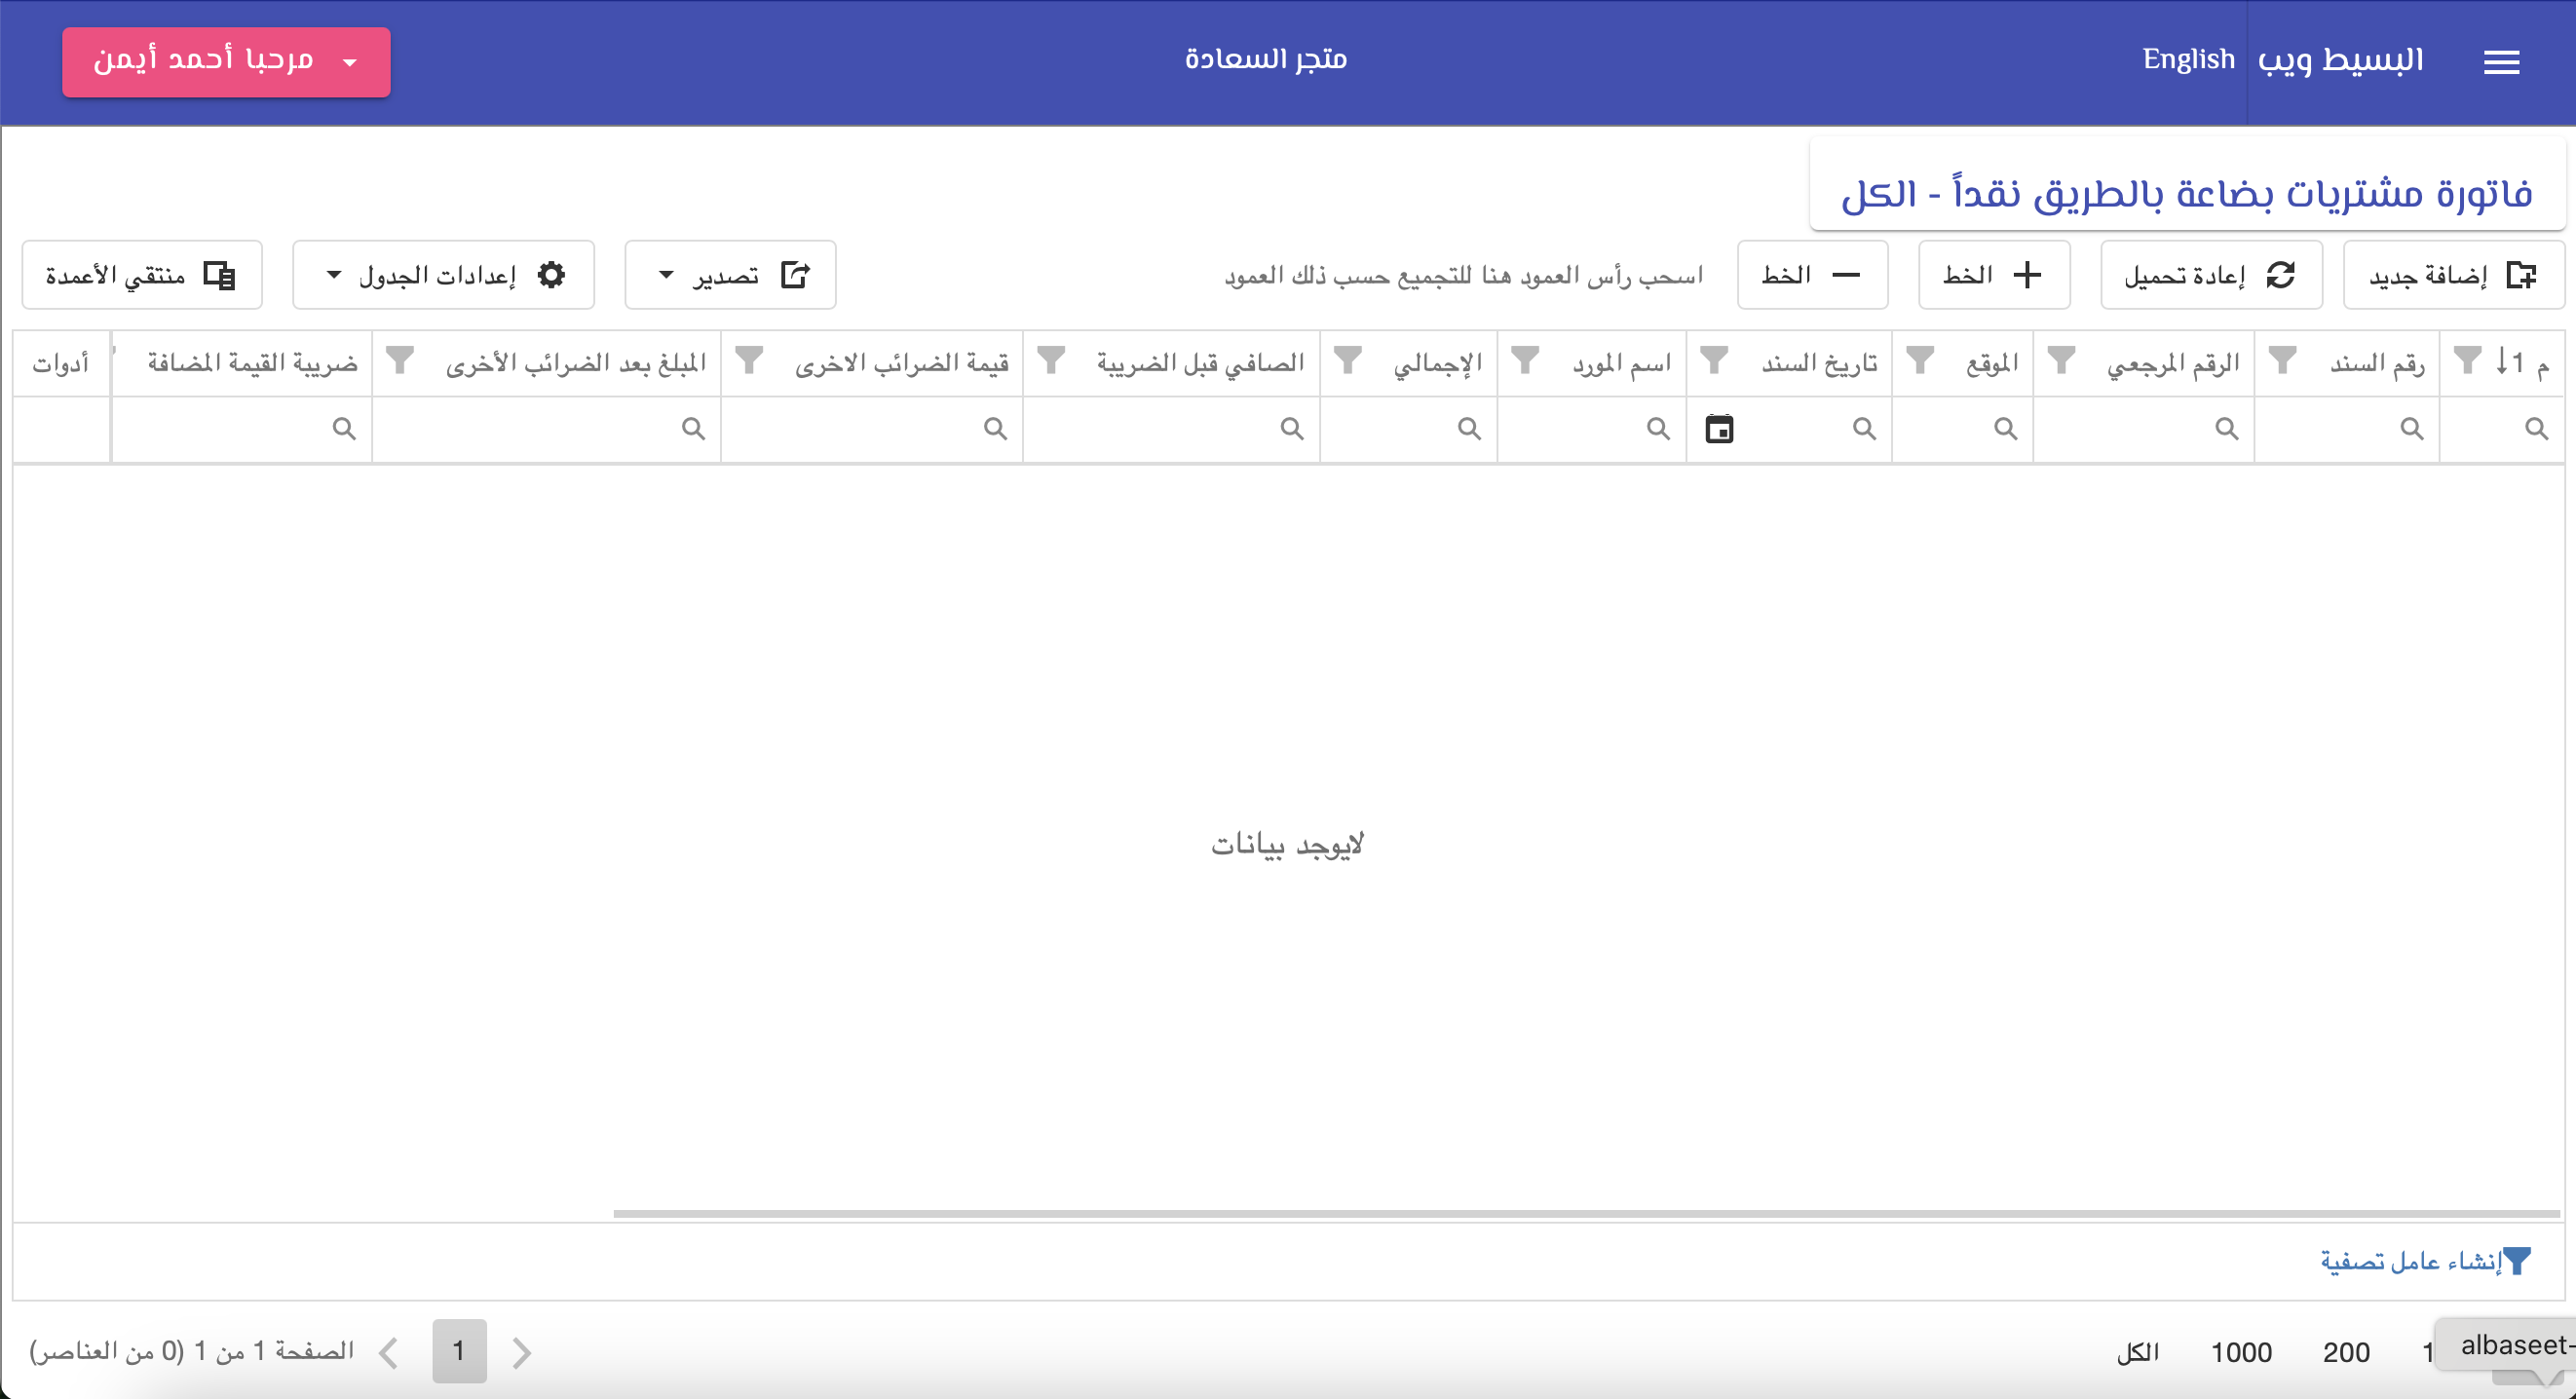 البسيط ويب
English
متجر السعادة
مرحبا أحمد أيمن
فاتورة مشتريات بضاعة بالطريق نقداً - الكل
إضافة جديد
إعادة تحميل
الخط
الخط
اسحب رأس العمود هنا للتجميع حسب ذلك العمود
تصدير
إعدادات الجدول
منتقي الأعمدة
م 1 رقم السند الرقم المرجعي الموقع تاريخ السند اسم المورد الإجمالي الصافي قبل الضريبة قيمة الضرائب الاخرى المبلغ بعد الضرائب الأخرى ضريبة القيمة المضافة أدوات
لايوجد بيانات
إنشاء عامل تصفية
albaseet-
200 1000 الكل
1
الصفحة 1 من 1 (0 من العناصر)